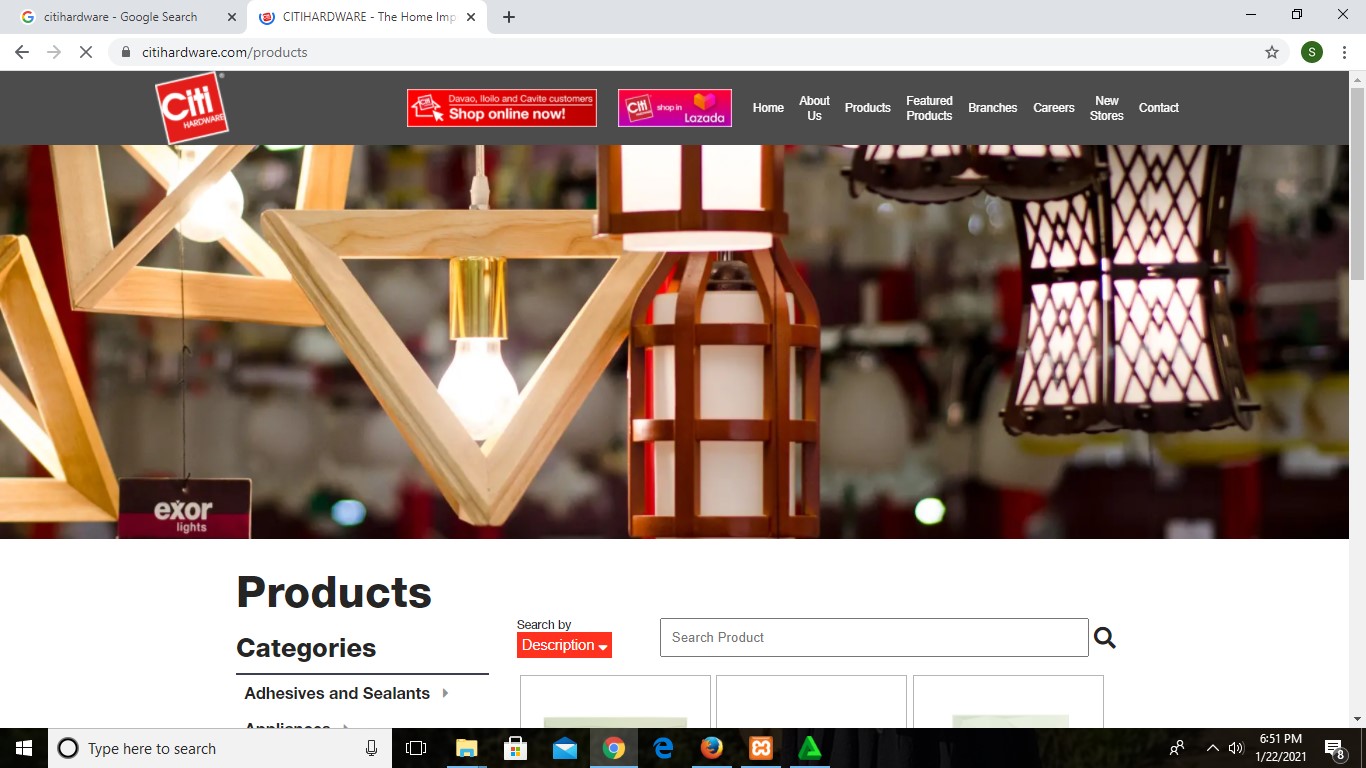 citihardware - Google Search
CITIHARDWARE - The Home Imp
citihardware.com/products
S
Citi
HARDWARE
®
Davao, Iloilo and Cavite customers
Shop online now!
Citi
HARDWARE
shop in
Lazada
Home
About
Us
Products
Featured
Products
Branches
Careers
New
Stores
Contact
exor
lights
Products
Categories
Adhesives and Sealants
Appliances
Search by
Description
Search Product
Type here to search
6:51 PM
1/22/2021
8